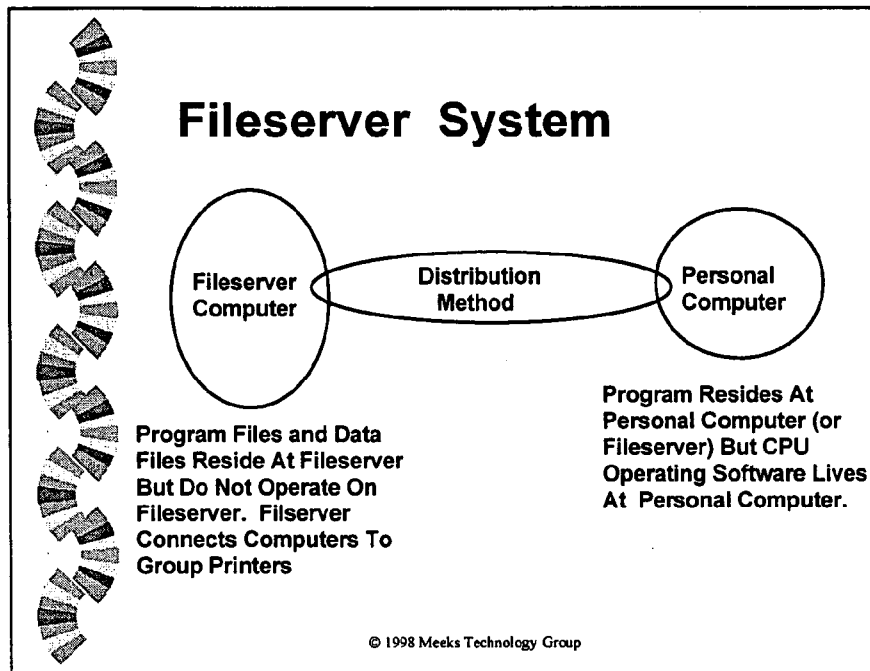 Fileserver System
Fileserver
Computer
Distribution
Method
Personal
Computer
Program Files and Data
Files Reside At Fileserver
But Do Not Operate On
Fileserver. Filserver
Connects Computers To
Group Printers
Program Resides At
Personal Computer (or
Fileserver) But CPU
Operating Software Lives
At Personal Computer.
© 1998 Meeks Technology Group